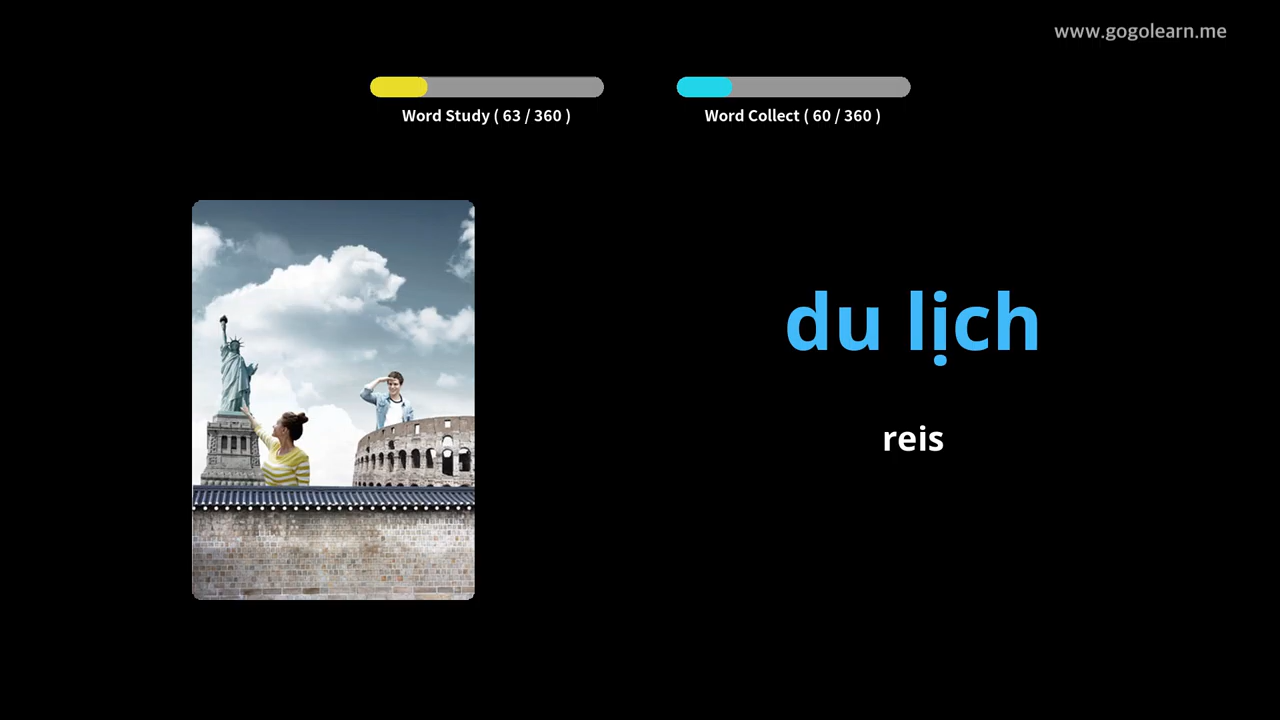 www.gogolearn.me
Word Study ( 63 / 360 )
Word Collect ( 60 / 360 )
du lịch
reis